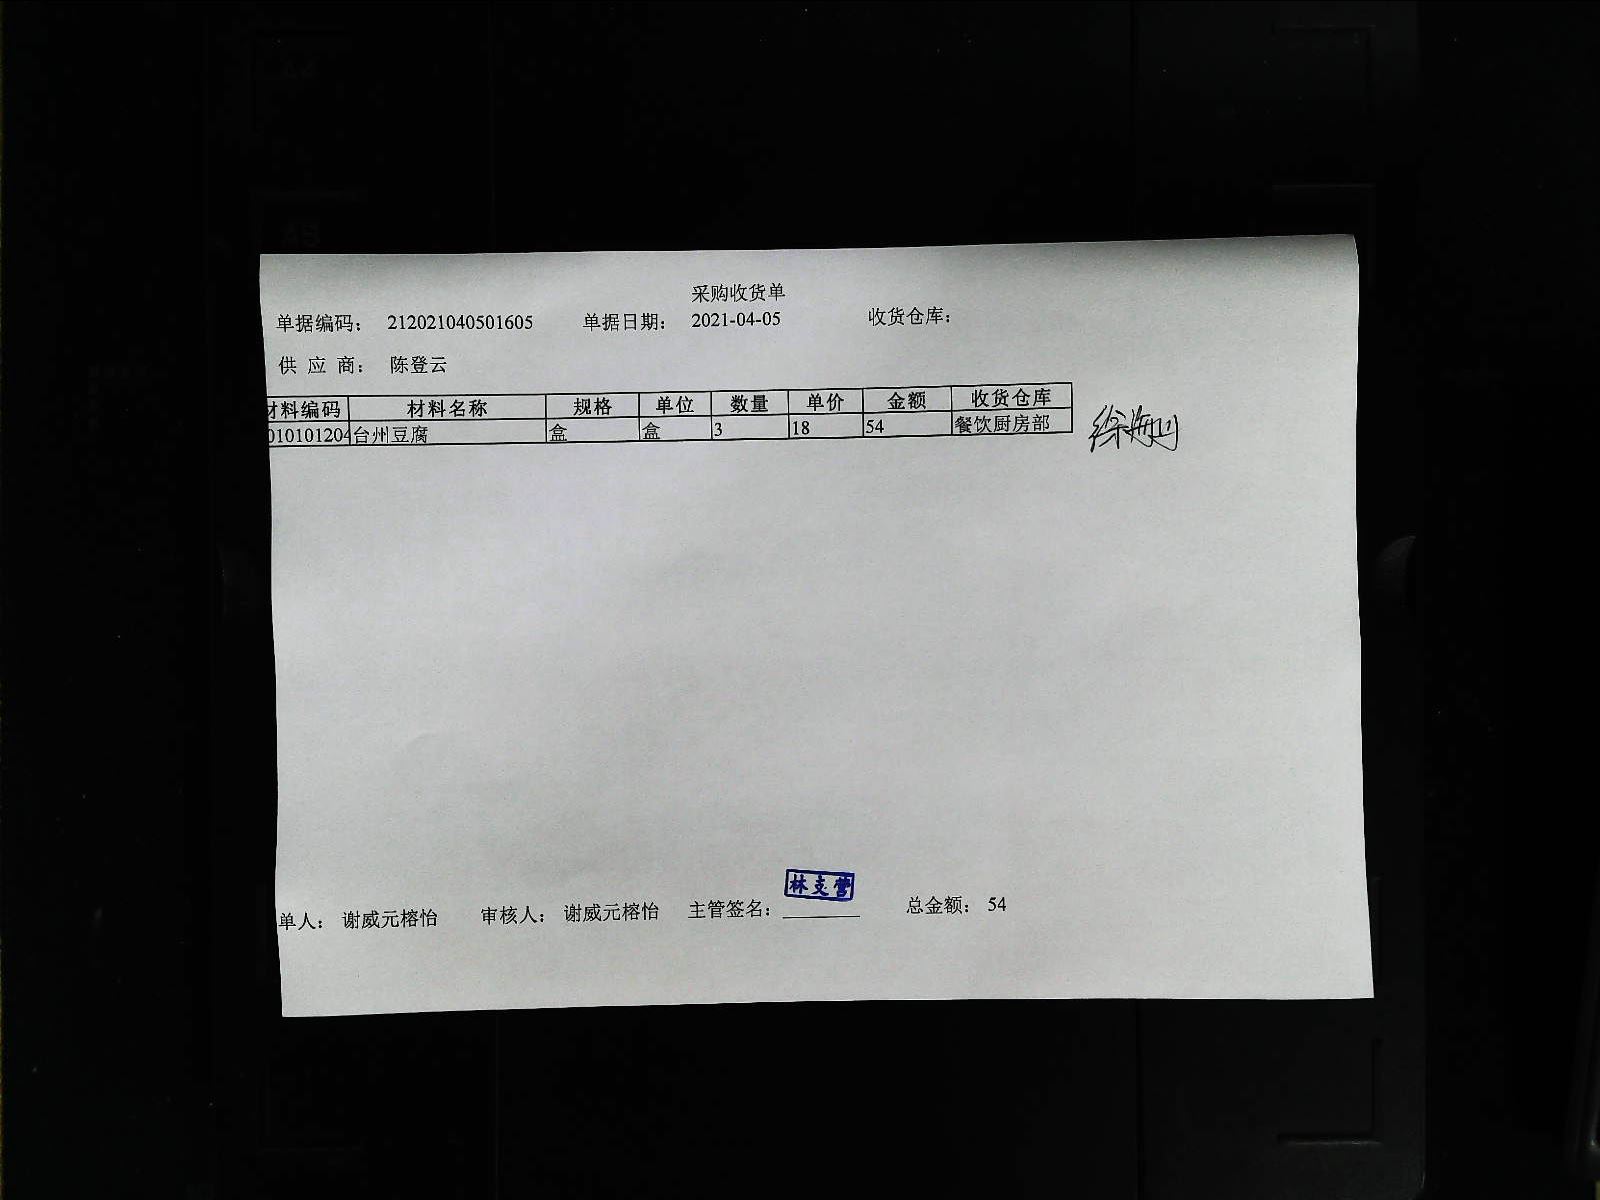 采购收货单
单据编码： 212021040501605 单据日期： 2021-04-05 收货仓库：
供 应 商： 陈登云
材料编码 材料名称 规格 单位 数量 单价 金额 收货仓库
010101204 台州豆腐 盒 盒 3 18 54 餐饮厨房部
徐海川
林支营
单人： 谢威元榕怡 审核人： 谢威元榕怡 主管签名： 总金额： 54